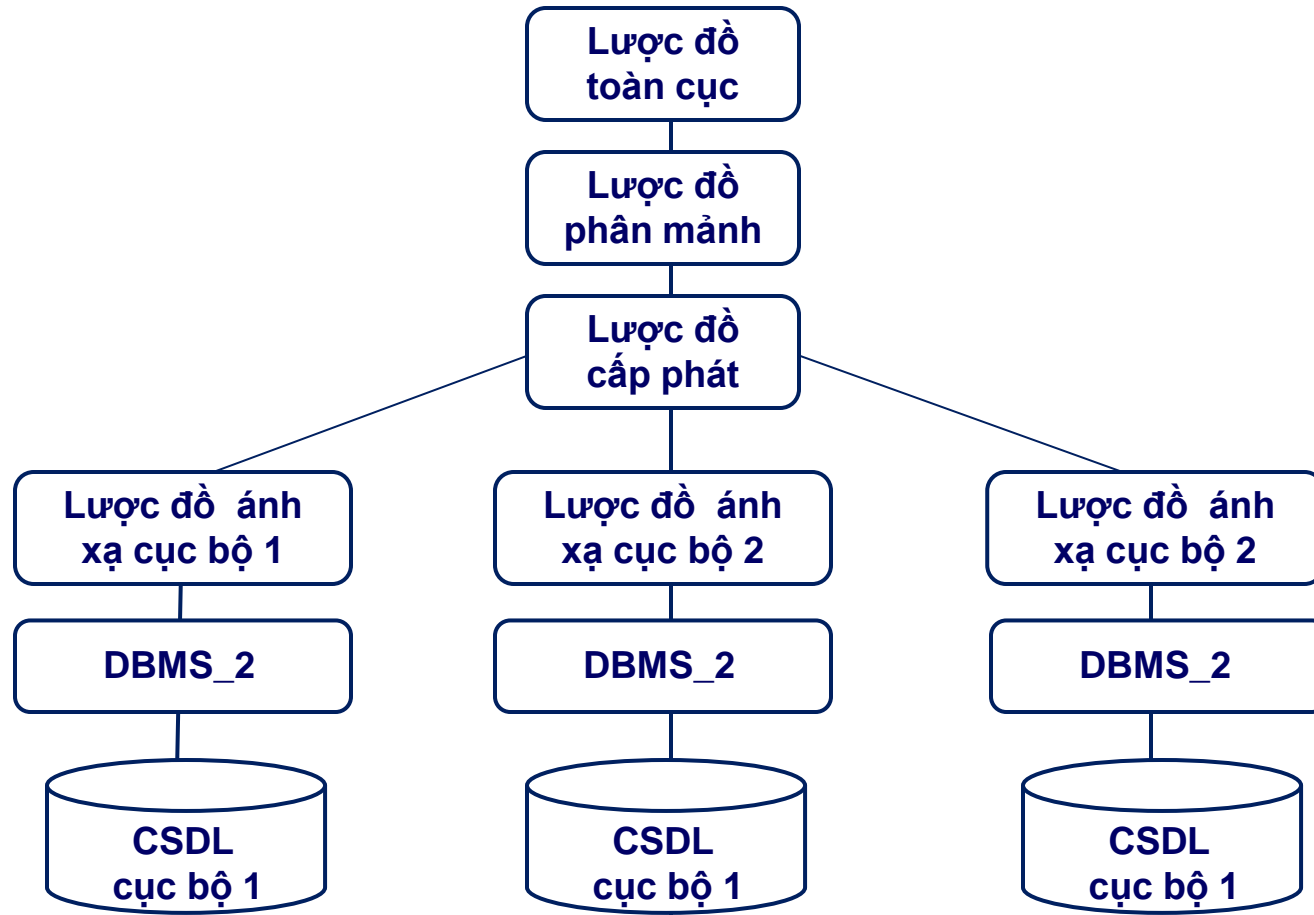 Lược đồ
toàn cục
Lược đồ
phân mảnh
Lược đồ
cấp phát
Lược đồ ánh
xạ cục bộ 1
Lược đồ ánh
xạ cục bộ 2
Lược đồ ánh
xạ cục bộ 2
DBMS_2
DBMS_2
DBMS_2
CSDL
cục bộ 1
CSDL
cục bộ 1
CSDL
cục bộ 1